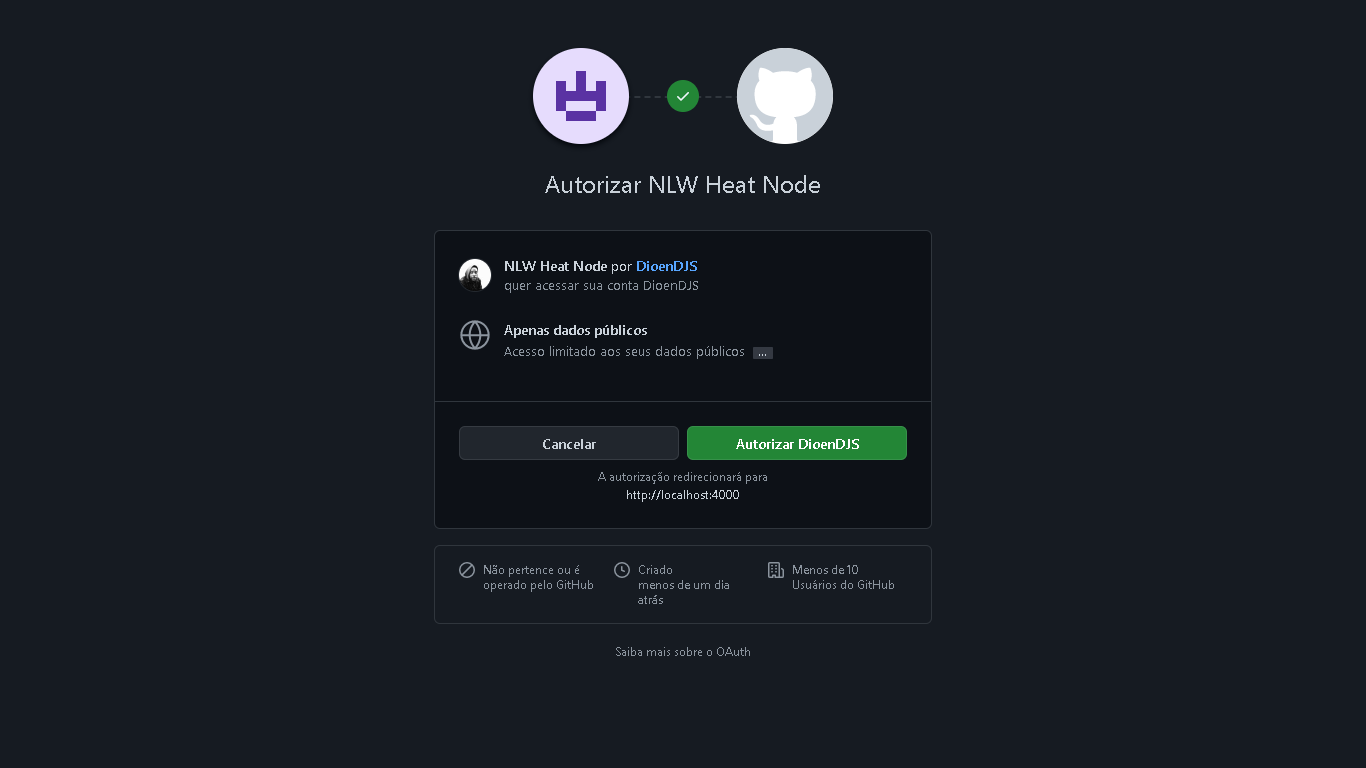 Autorizar NLW Heat Node
NLW Heat Node por DioenDJS
quer acessar sua conta DioenDJS
Apenas dados públicos
Acesso limitado aos seus dados públicos ...
Cancelar
Autorizar DioenDJS
A autorização redirecionará para
http://localhost:4000
Não pertence ou é
operado pelo GitHub
Criado
menos de um dia
atrás
Menos de 10
Usuários do GitHub
Saiba mais sobre o OAuth